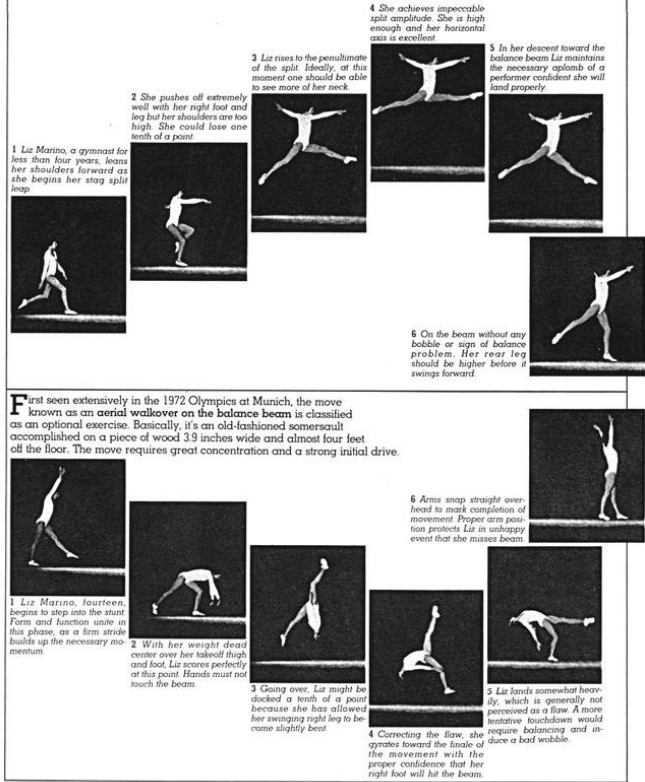 1 Liz Marino, a gymnast for
less than four years, leans
her shoulders forward as
she begins her stag split
leap.
2 She pushes off extremely
well with her right foot and
leg but her shoulders are too
high. She could lose one
tenth of a point.
3 Liz rises to the penultimate
of the split. Ideally, at this
moment one should be able
to see more of her neck.
4 She achieves impeccable
split amplitude. She is high
enough and her horizontal
axis is excellent.
5 In her descent toward the
balance beam Liz maintains
the necessary aplomb of a
performer confident she will
land properly.
6 On the beam without any
bobble or sign of balance
problem. Her rear leg
should be higher before it
swings forward.
First seen extensively in the 1972 Olympics at Munich, the move
known as an aerial walkover on the balance beam is classified
as an optional exercise. Basically, it's an old-fashioned somersault
accomplished on a piece of wood 3.9 inches wide and almost four feet
off the floor. The move requires great concentration and a strong initial drive.
1 Liz Marino, fourteen,
begins to step into the stunt.
Form and function unite in
this phase, as a firm stride
builds up the necessary mo-
mentum.
2 With her weight dead
center over her takeoff thigh
and foot, Liz scores perfectly
at this point. Hands must not
touch the beam.
3 Going over, Liz might be
docked a tenth of a point
because she has allowed
her swinging right leg to be-
come slightly bent.
4 Correcting the flaw, she
gyrates toward the finale of
the movement with the
proper confidence that her
right foot will hit the beam.
5 Liz lands somewhat heav-
ily, which is generally not
perceived as a flaw. A more
tentative touchdown would
require balancing and in-
duce a bad wobble.
6 Arms snap straight over-
head to mark completion of
movement. Proper arm posi-
tion protects Liz in unhappy
event that she misses beam.